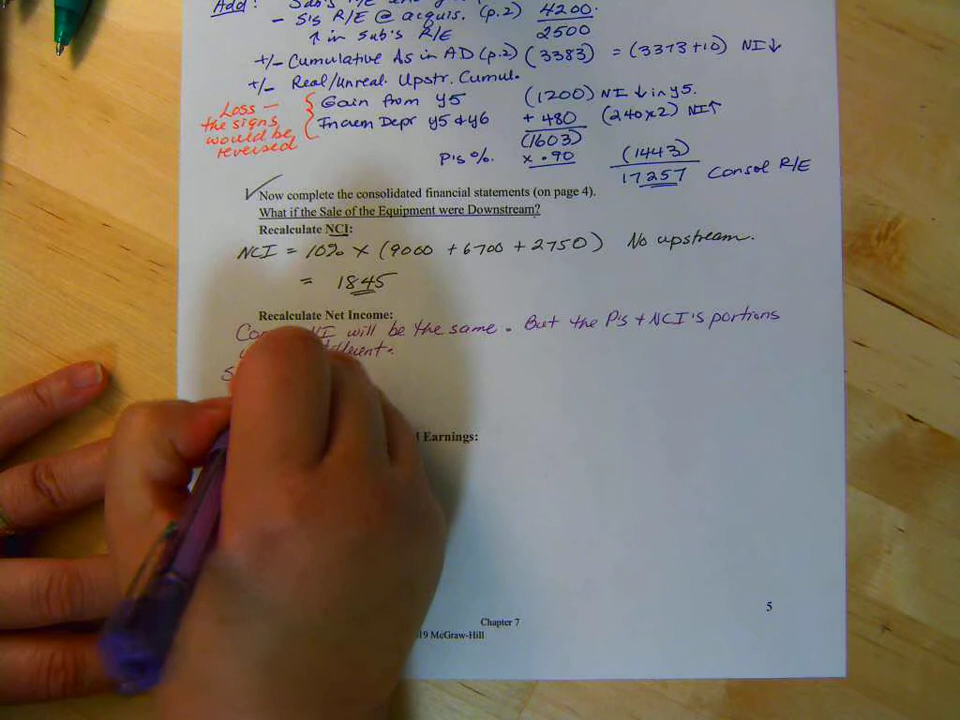 Add: Sub's R/E
- S's R/E @ acquis. (p.2) 4200.
↑ in Sub's R/E 2500
+/- Cumulative Δs in AD (p.2) (3383) = (3373+10) NI↓
+/- Real/Unreal. Upstr. Cumul.
Loss – the signs would be reversed
Gain from Y5 (1200) NI ↓ in y5.
Increm Depr y5 & y6 + 480 (240x2) NI↑
(1603)
P's %. x .90 (1443)
17257 Consol R/E
Now complete the consolidated financial statements (on page 4).
What if the Sale of the Equipment were Downstream?
Recalculate NCI:
NCI = 10% x (9000 + 6700 + 2750) No upstream.
= 1845
Recalculate Net Income:
NI will be the same. But the P's + NCI's portions
Earnings:
5
Chapter 7
19 McGraw-Hill